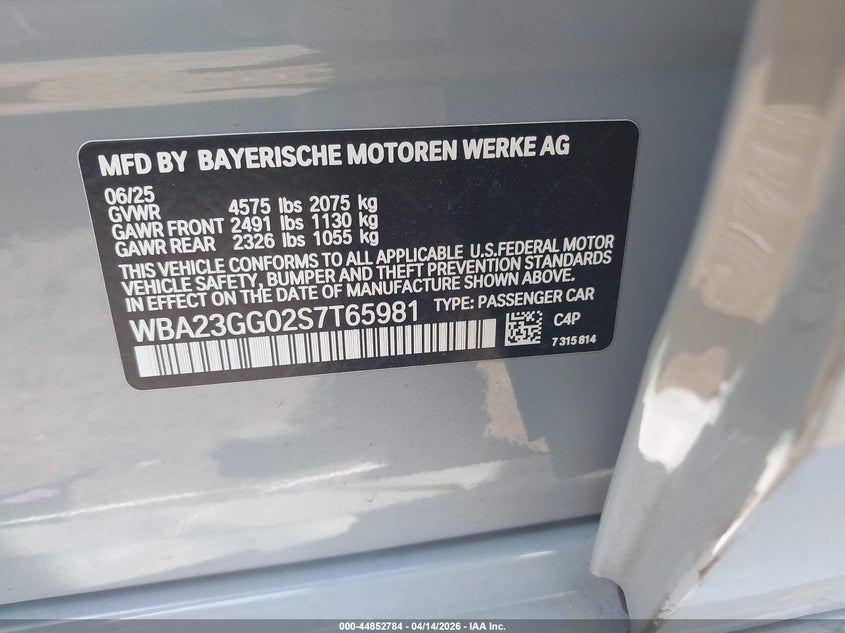 MFD BY BAYERISCHE MOTOREN WERKE AG
06/25
GVWR 4575 lbs 2075 kg
GAWR FRONT 2491 lbs 1130 kg
GAWR REAR 2326 lbs 1055 kg
THIS VEHICLE CONFORMS TO ALL APPLICABLE U.S.FEDERAL MOTOR
VEHICLE SAFETY, BUMPER AND THEFT PREVENTION STANDARDS
IN EFFECT ON THE DATE OF MANUFACTURE SHOWN ABOVE.
WBA23GG02S7T65981 TYPE: PASSENGER CAR
C4P
7 315 814
000-44852784 - 04/14/2026 - IAA Inc.